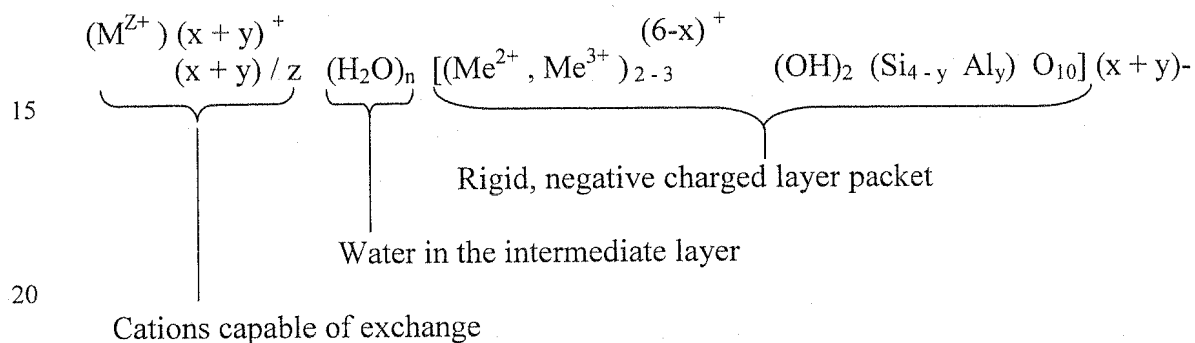 (M^{Z+}) (x + y)^{+} (6-x)^{+}
(x + y) / z (H₂O)ₙ [(Me²⁺ , Me³⁺ )₂₋₃ (OH)₂ (Si₄₋ᵧ Alᵧ) O₁₀] (x + y)-
15
Rigid, negative charged layer packet
Water in the intermediate layer
20
Cations capable of exchange